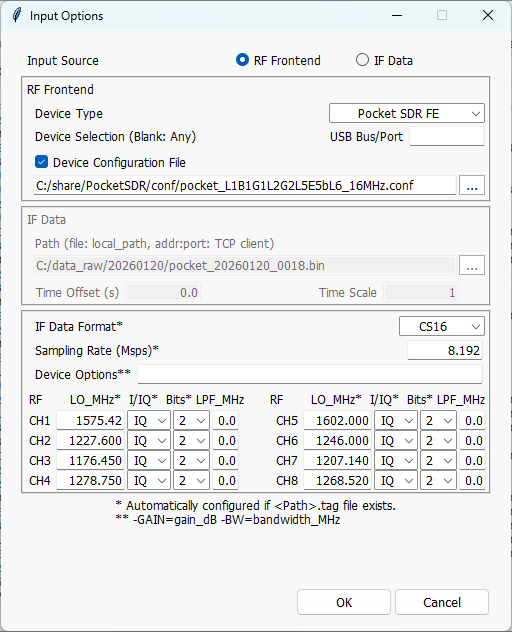 Input Options
Input Source RF Frontend IF Data
RF Frontend
Device Type Pocket SDR FE
Device Selection (Blank: Any) USB Bus/Port
Device Configuration File
C:/share/PocketSDR/conf/pocket_L1B1G1L2G2L5E5bL6_16MHz.conf ...
IF Data
Path (file: local_path, addr:port: TCP client)
C:/data_raw/20260120/pocket_20260120_0018.bin ...
Time Offset (s) 0.0 Time Scale 1
IF Data Format* CS16
Sampling Rate (Msps)* 8.192
Device Options**
RF LO_MHz* I/IQ* Bits* LPF_MHz RF LO_MHz* I/IQ* Bits* LPF_MHz
CH1 1575.42 IQ 2 0.0 CH5 1602.000 IQ 2 0.0
CH2 1227.600 IQ 2 0.0 CH6 1246.000 IQ 2 0.0
CH3 1176.450 IQ 2 0.0 CH7 1207.140 IQ 2 0.0
CH4 1278.750 IQ 2 0.0 CH8 1268.520 IQ 2 0.0
* Automatically configured if <Path>.tag file exists.
** -GAIN=gain_dB -BW=bandwidth_MHz
OK Cancel